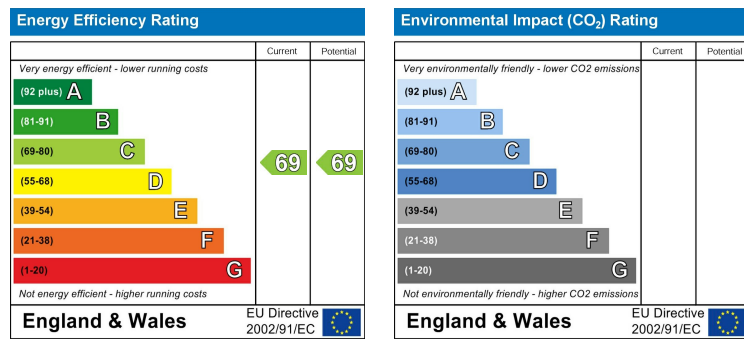 Energy Efficiency Rating
Current Potential
Very energy efficient - lower running costs
(92 plus) A
(81-91) B
(69-80) C
69 69
(55-68) D
(39-54) E
(21-38) F
(1-20) G
Not energy efficient - higher running costs
England & Wales
EU Directive
2002/91/EC
Environmental Impact (CO₂) Rating
Current Potential
Very environmentally friendly - lower CO2 emissions
(92 plus) A
(81-91) B
(69-80) C
(55-68) D
(39-54) E
(21-38) F
(1-20) G
Not environmentally friendly - higher CO2 emissions
England & Wales
EU Directive
2002/91/EC